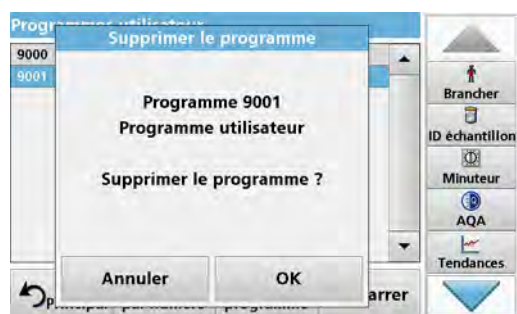 Supprimer le programme
9000
9001
Programme 9001
Programme utilisateur
Supprimer le programme ?
Annuler
OK
Brancher
ID échantillon
Minuteur
AQA
Tendances